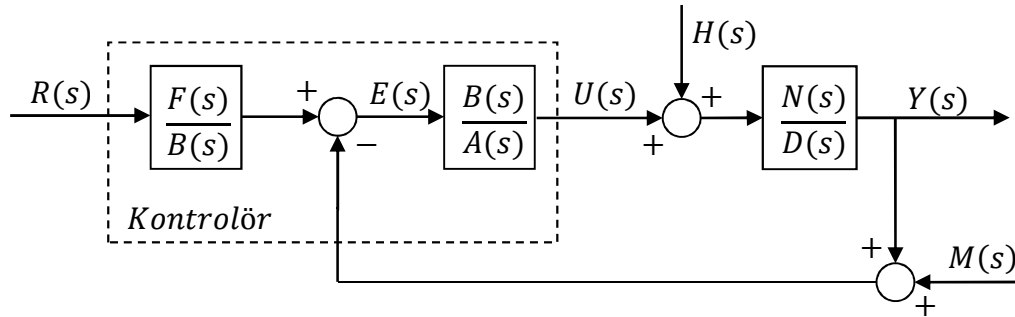 H(s)
R(s)
F(s)
B(s)
+
E(s)
B(s)
A(s)
U(s)
+
N(s)
D(s)
Y(s)
−
+
Kontrolör
+
M(s)
+